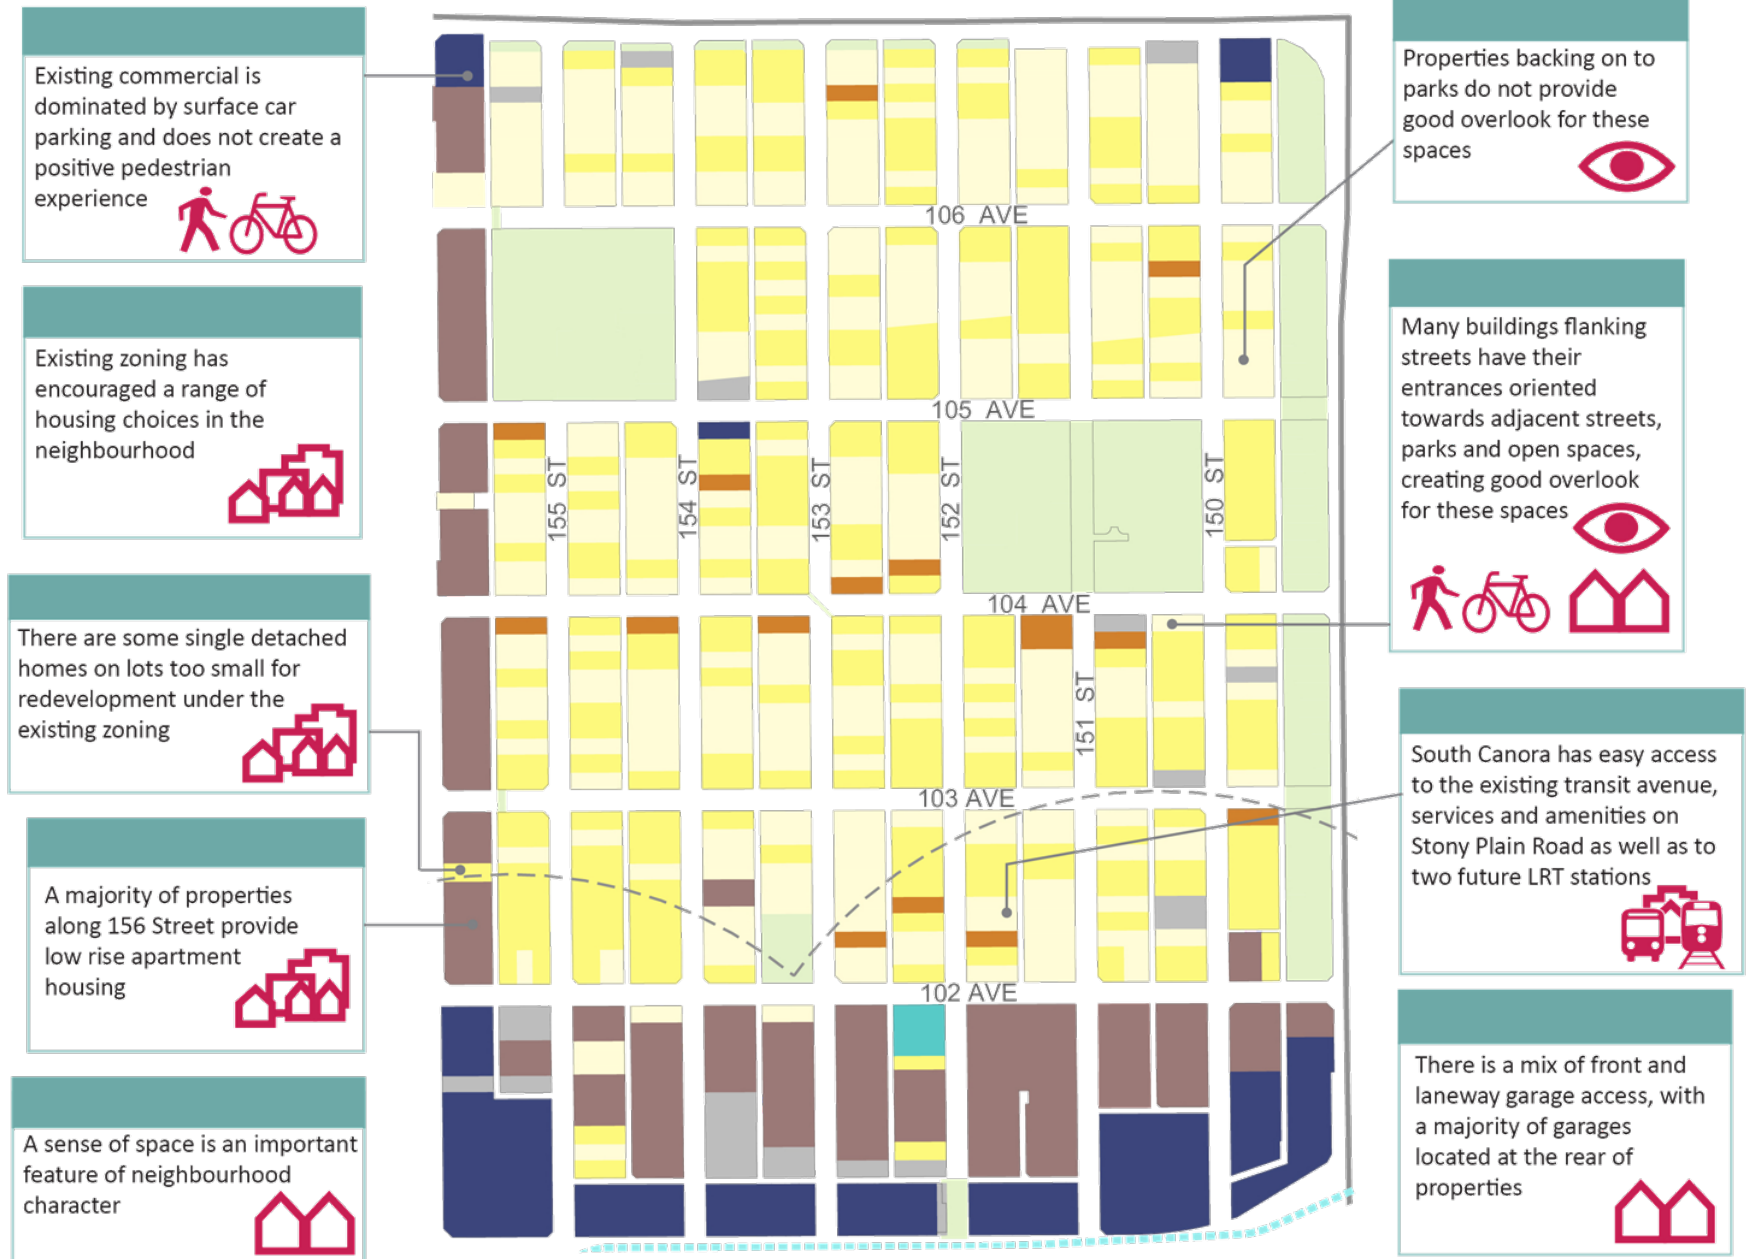 Existing commercial is
dominated by surface car
parking and does not create a
positive pedestrian
experience
Existing zoning has
encouraged a range of
housing choices in the
neighbourhood
There are some single detached
homes on lots too small for
redevelopment under the
existing zoning
A majority of properties
along 156 Street provide
low rise apartment
housing
A sense of space is an important
feature of neighbourhood
character
106 AVE
105 AVE
155 ST
154 ST
153 ST
152 ST
150 ST
104 AVE
151 ST
103 AVE
102 AVE
Properties backing on to
parks do not provide
good overlook for these
spaces
Many buildings flanking
streets have their
entrances oriented
towards adjacent streets,
parks and open spaces,
creating good overlook
for these spaces
South Canora has easy access
to the existing transit avenue,
services and amenities on
Stony Plain Road as well as to
two future LRT stations
There is a mix of front and
laneway garage access, with
a majority of garages
located at the rear of
properties